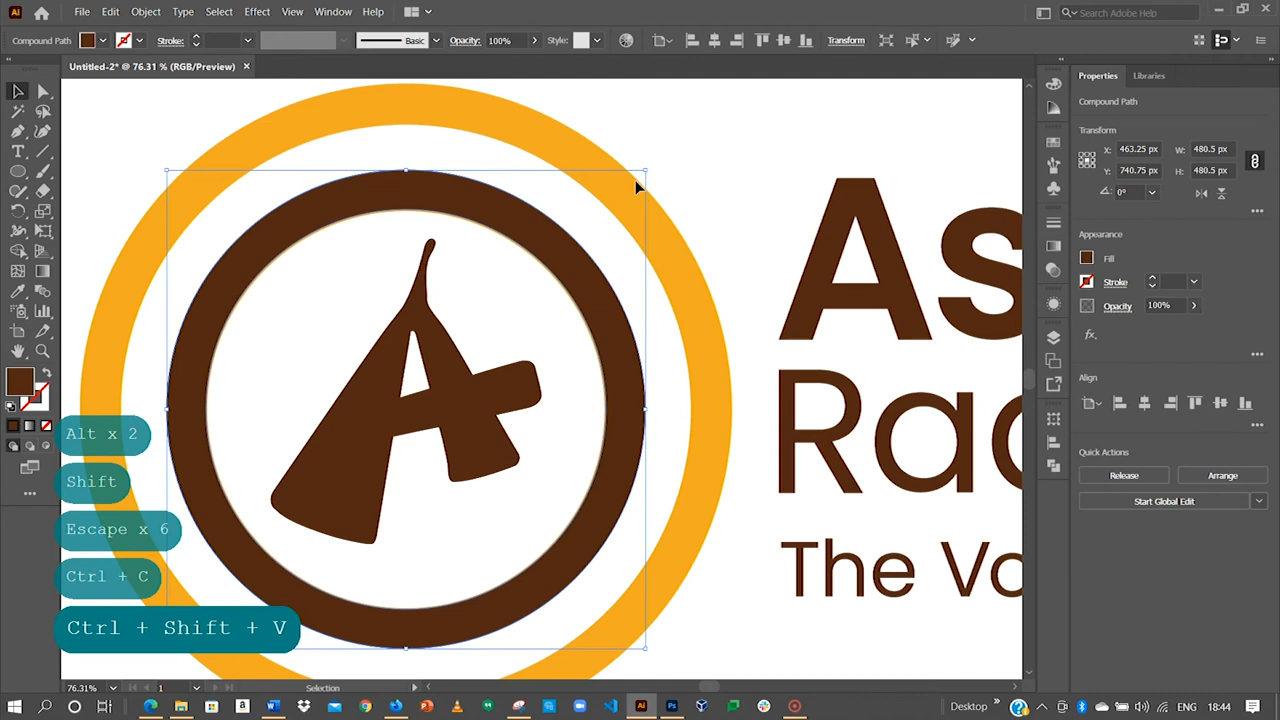 Ai File Edit Object Type Select Effect View Window Help Search Adobe Help
Compound Path Stroke: Basic Opacity: 100% Style: Transform
Untitled-2* @ 76.31 % (RGB/Preview) ×
Properties Libraries
Compound Path
Transform
X: 463.25 px W: 480.5 px
Y: 740.75 px H: 480.5 px
0°
Appearance
Fill
Stroke
Opacity 100%
fx.
Align
Quick Actions
Release Arrange
Start Global Edit
As
Rad
The Vo
Alt x 2
Shift
Escape x 6
Ctrl + C
Ctrl + Shift + V
76.31% 1 Selection
Desktop ENG 18:44